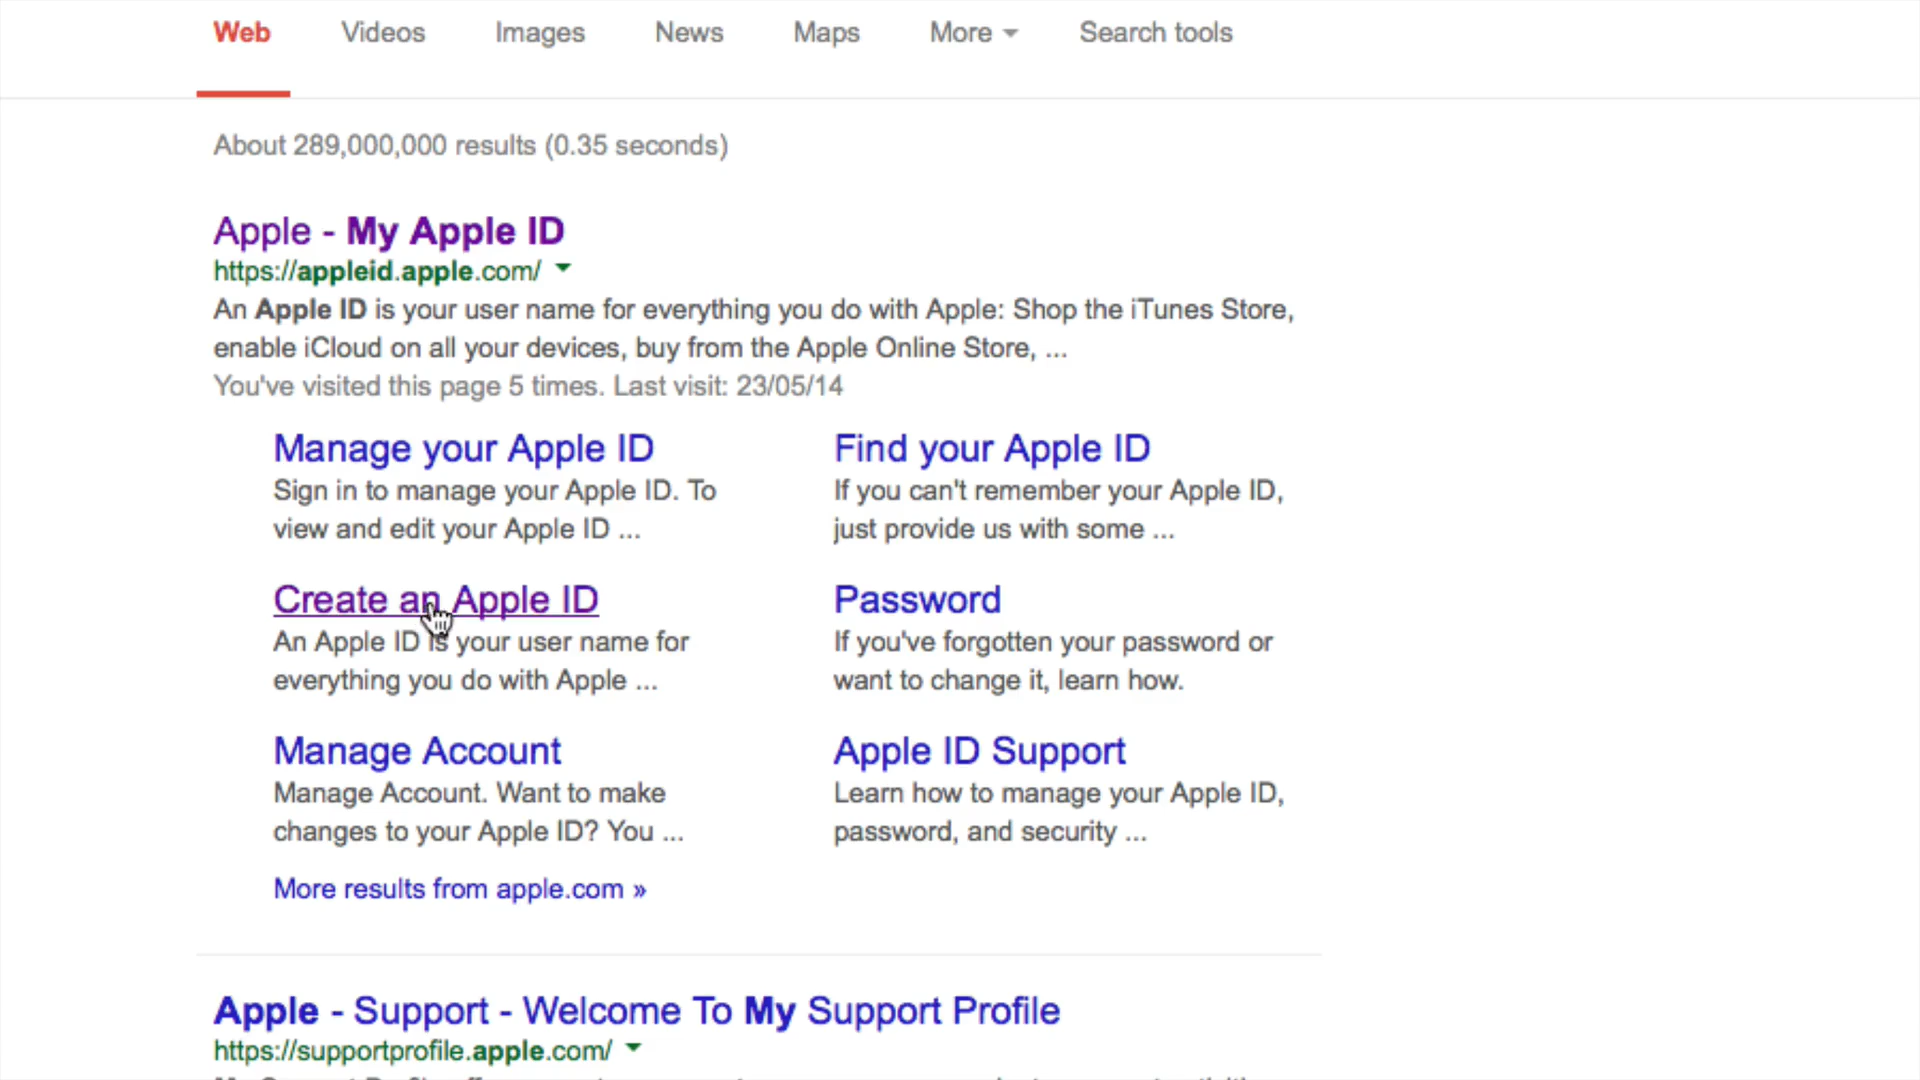 Web Videos Images News Maps More Search tools
About 289,000,000 results (0.35 seconds)
Apple - My Apple ID
https://appleid.apple.com/
An Apple ID is your user name for everything you do with Apple: Shop the iTunes Store,
enable iCloud on all your devices, buy from the Apple Online Store, ...
You've visited this page 5 times. Last visit: 23/05/14
Manage your Apple ID
Sign in to manage your Apple ID. To
view and edit your Apple ID ...
Find your Apple ID
If you can't remember your Apple ID,
just provide us with some ...
Create an Apple ID
An Apple ID is your user name for
everything you do with Apple ...
Password
If you've forgotten your password or
want to change it, learn how.
Manage Account
Manage Account. Want to make
changes to your Apple ID? You ...
Apple ID Support
Learn how to manage your Apple ID,
password, and security ...
More results from apple.com »
Apple - Support - Welcome To My Support Profile
https://supportprofile.apple.com/